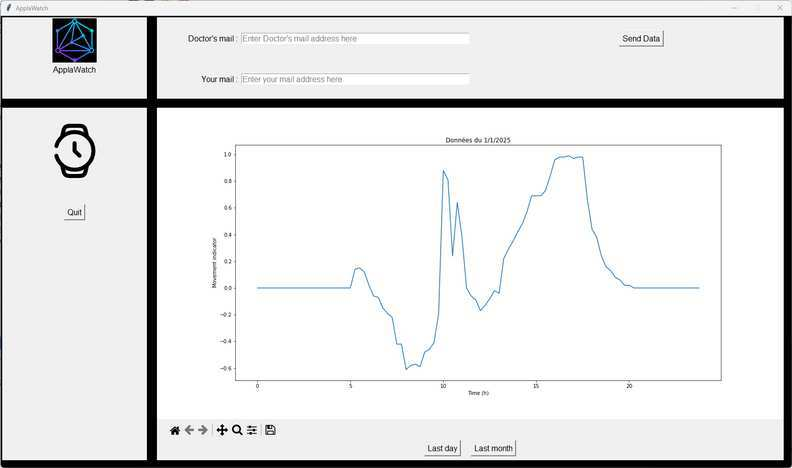 ApplaWatch
ApplaWatch
Doctor's mail :
Enter Doctor's mail address here
Send Data
Your mail :
Enter your mail address here
Quit
Données du 1/1/2025
1.0
0.8
0.6
0.4
0.2
0.0
−0.2
−0.4
−0.6
Movement indicator
0
5
10
15
20
Time (h)
Last day
Last month